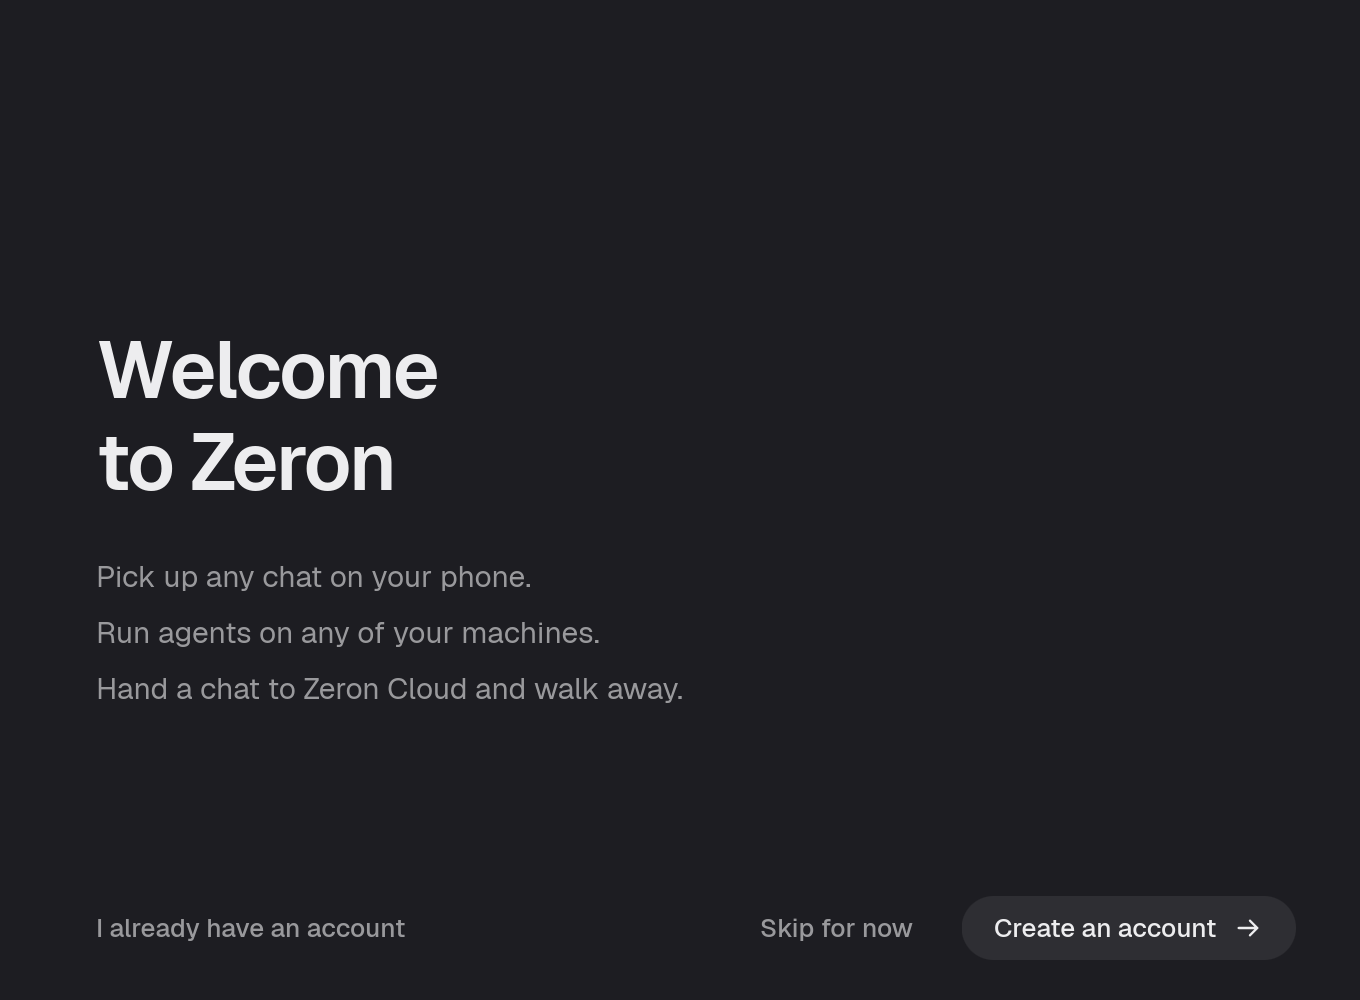 Welcome
to Zeron
Pick up any chat on your phone.
Run agents on any of your machines.
Hand a chat to Zeron Cloud and walk away.
I already have an account
Skip for now
Create an account →